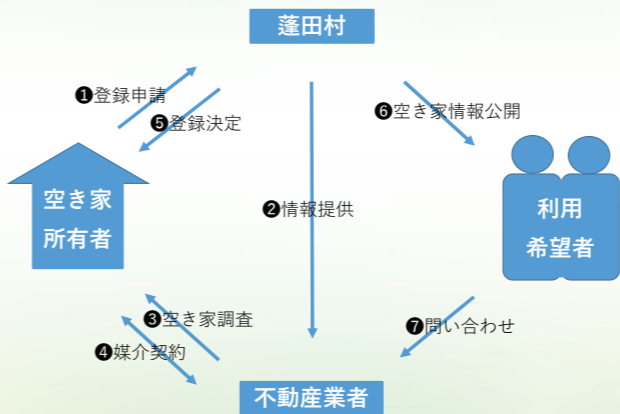 蓬田村
❶登録申請
❺登録決定
❻空き家情報公開
空き家
所有者
❷情報提供
利用
希望者
❸空き家調査
❹媒介契約
❼問い合わせ
不動産業者